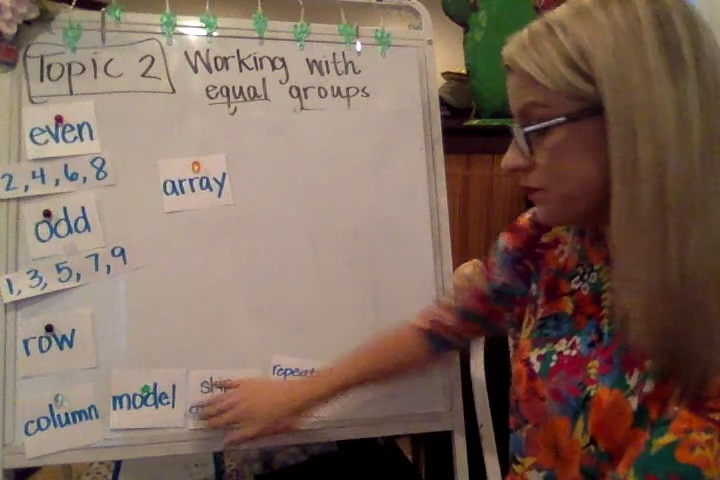 Topic 2 Working with
equal groups
even
2, 4, 6, 8
array
odd
1, 3, 5, 7, 9
row
column
model